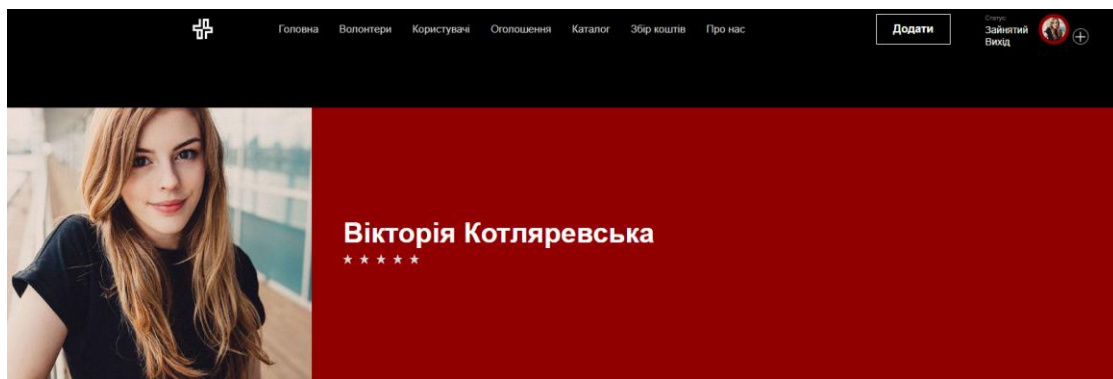 Головна Волонтери Користувачі Оголошення Каталог Збір коштів Про нас
Додати
Статус:
Зайнятий
Вихід
Вікторія Котляревська